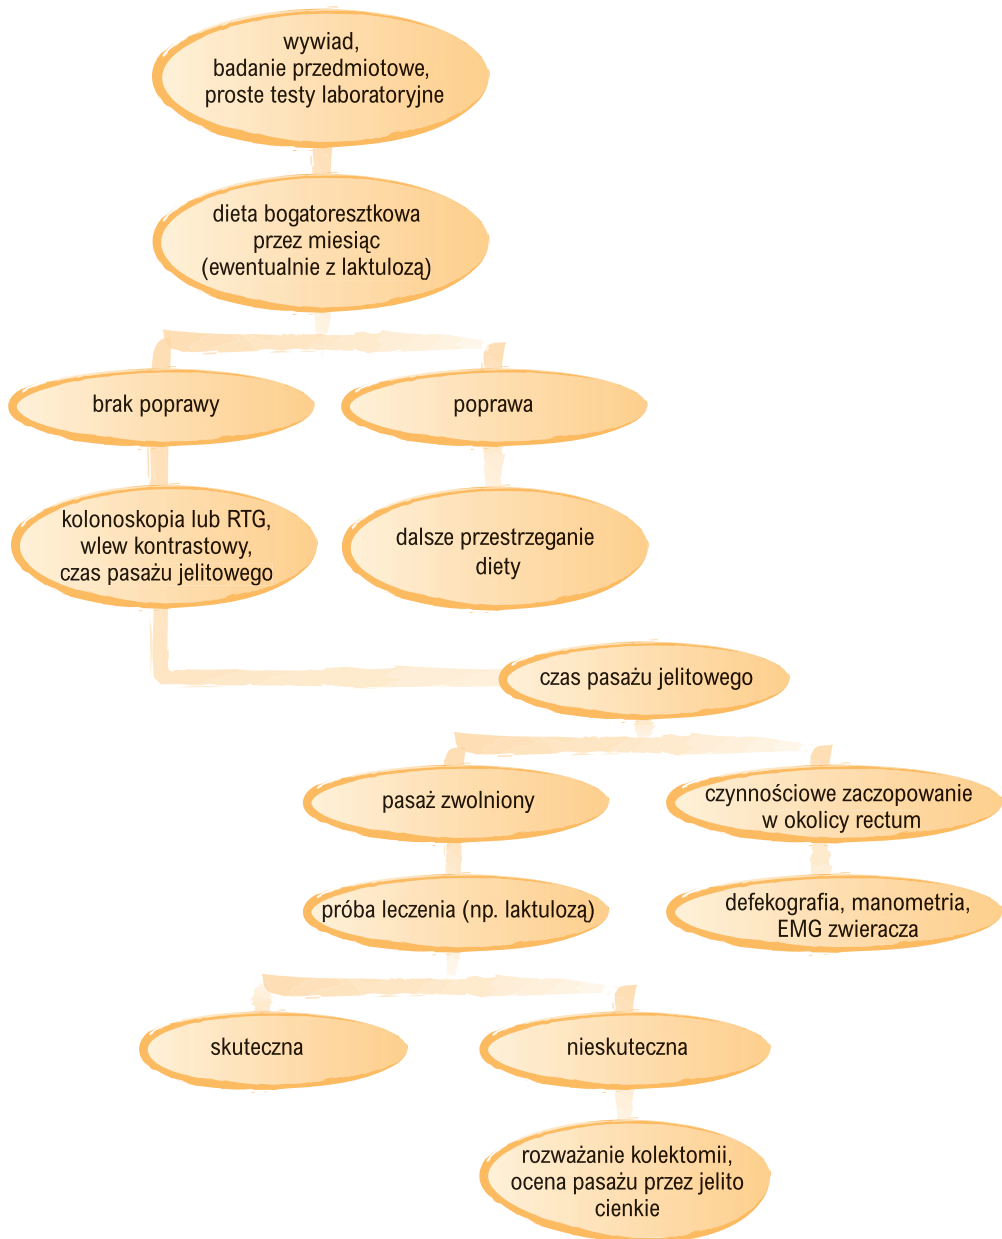 wywiad,
badanie przedmiotowe,
proste testy laboratoryjne
dieta bogatoresztkowa
przez miesiąc
(ewentualnie z laktulozą)
brak poprawy
poprawa
kolonoskopia lub RTG,
wlew kontrastowy,
czas pasażu jelitowego
dalsze przestrzeganie
diety
czas pasażu jelitowego
pasaż zwolniony
czynnościowe zaczopowanie
w okolicy rectum
próba leczenia (np. laktulozą)
defekografia, manometria,
EMG zwieracza
skuteczna
nieskuteczna
rozważanie kolektomii,
ocena pasażu przez jelito
cienkie